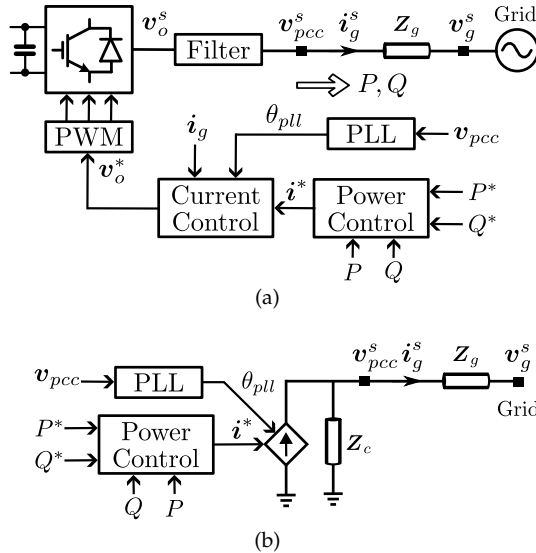 v_o^s
v_pcc^s
i_g^s
Z_g
v_g^s
Grid
Filter
P, Q
PWM
i_g
θ_pll
PLL
v_pcc
v_o^*
Current
Control
i^*
Power
Control
P^*
Q^*
P
Q
(a)
v_pcc
PLL
θ_pll
v_pcc^s
i_g^s
Z_g
v_g^s
Grid
P^*
Q^*
Power
Control
i^*
Z_c
Q
P
(b)